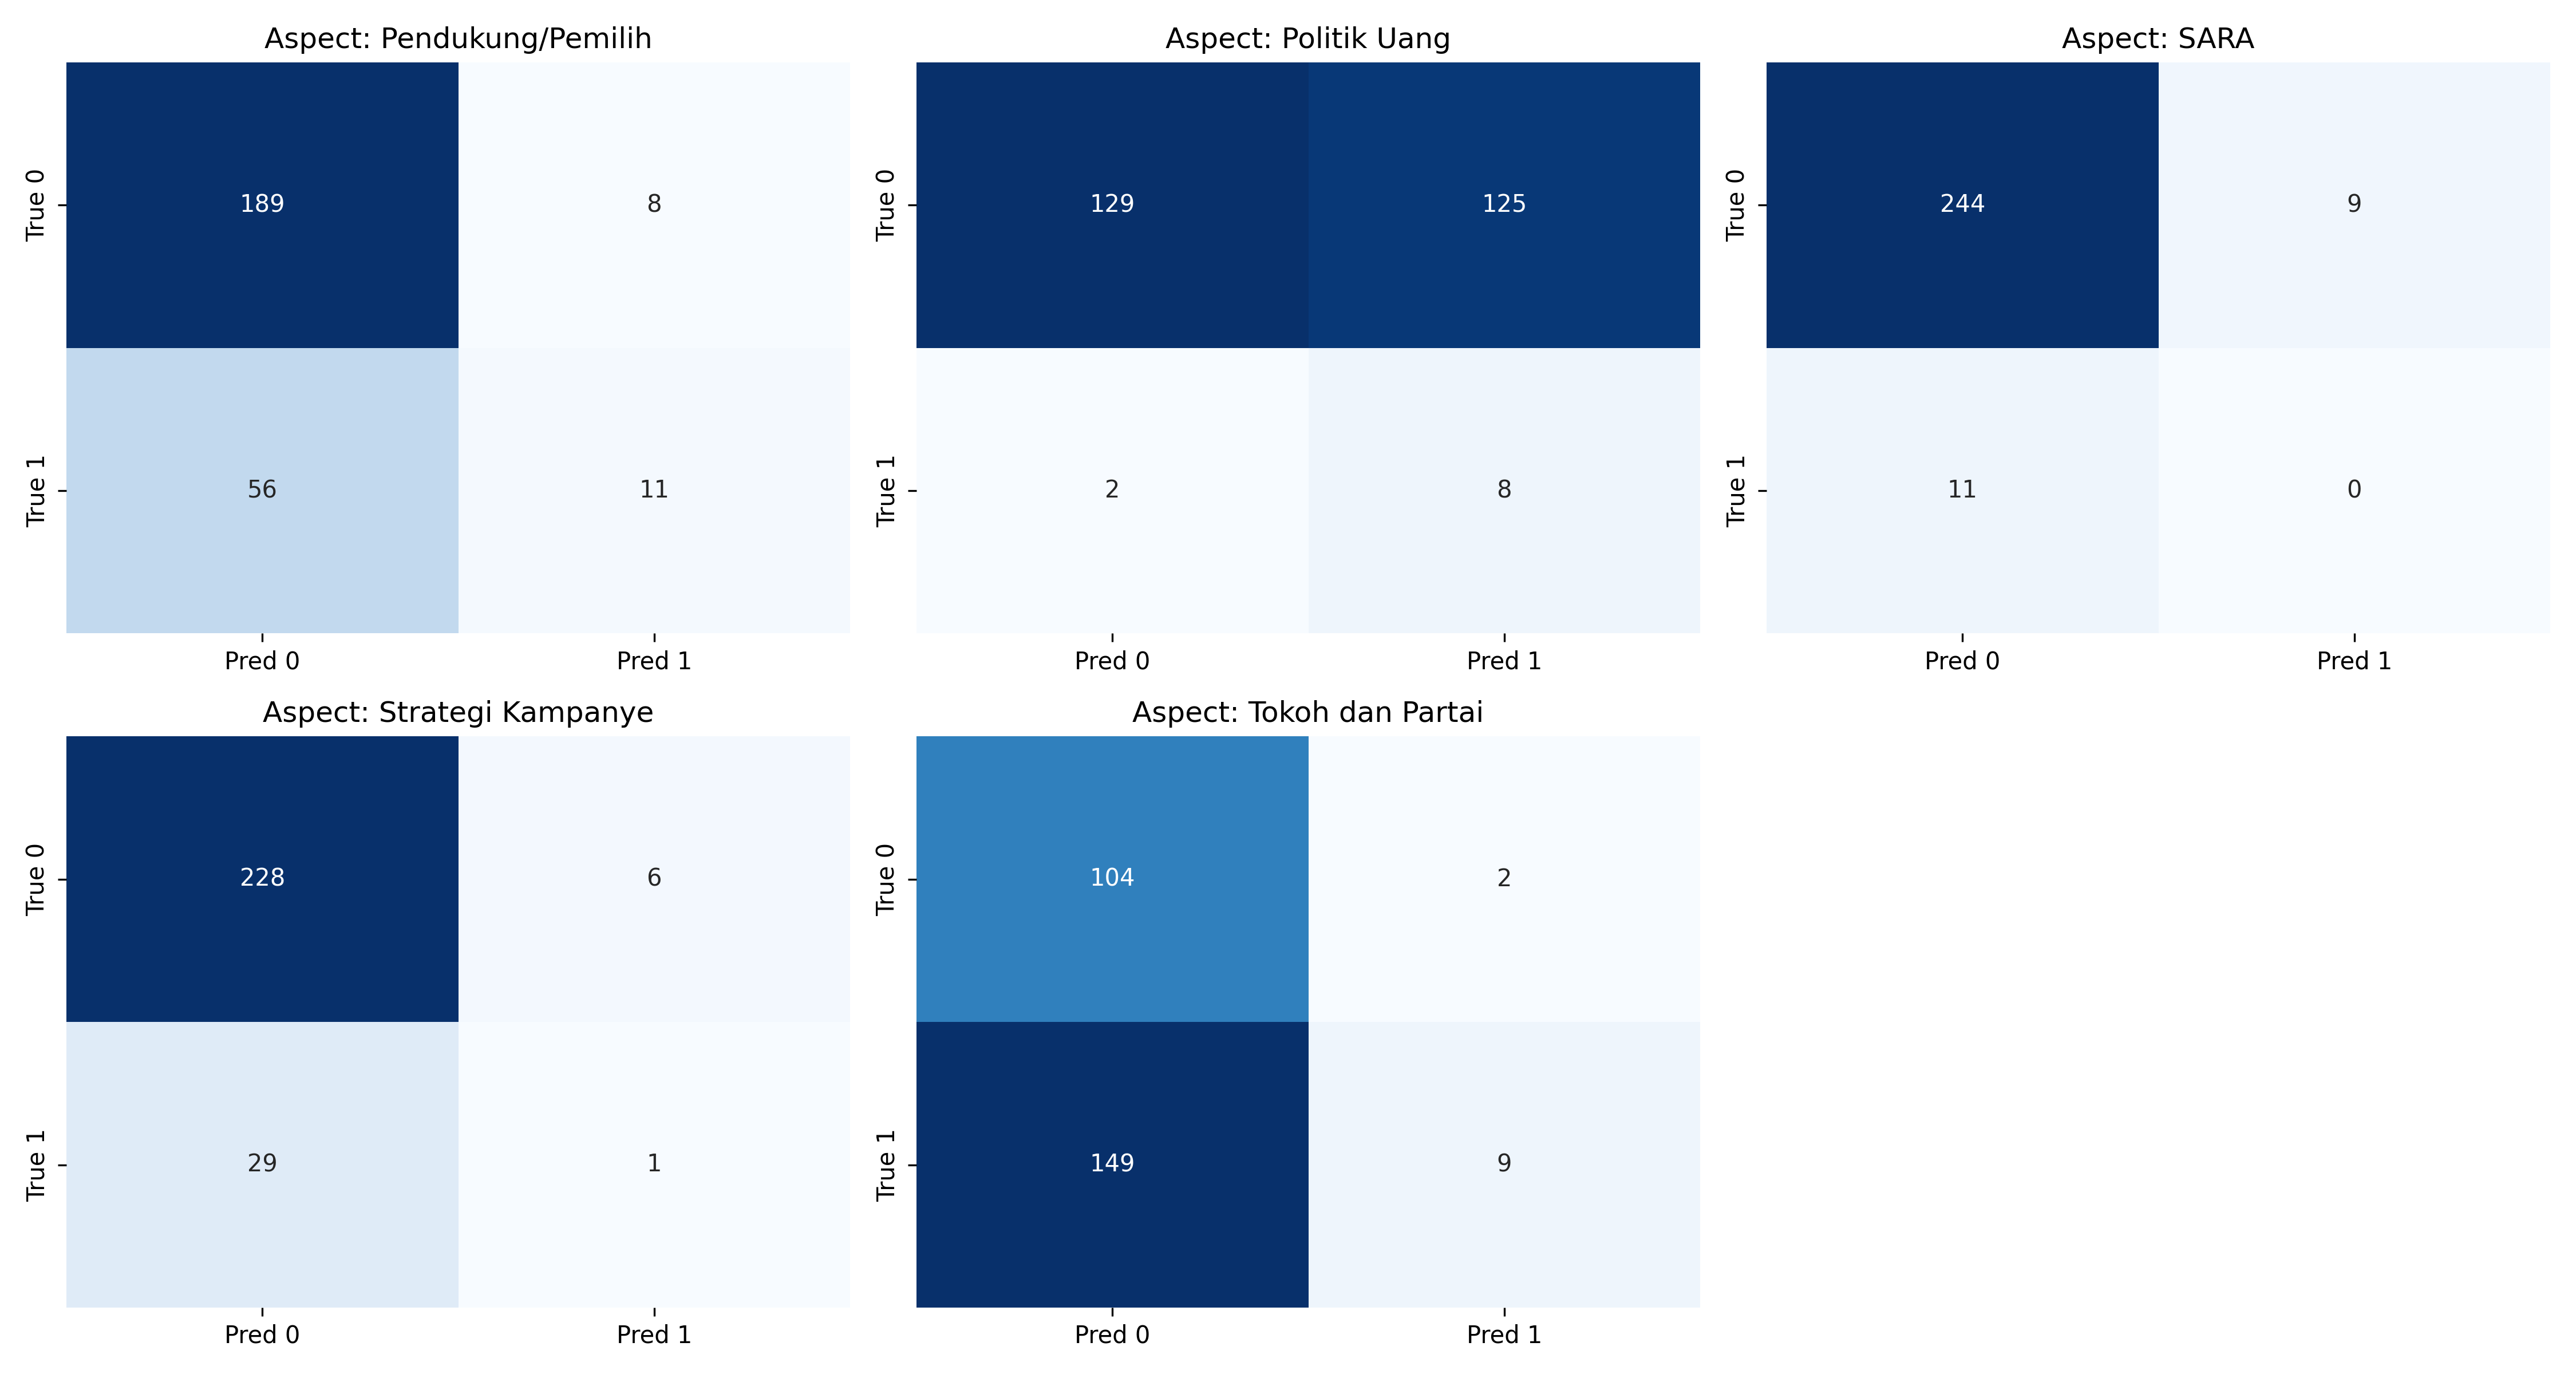 Aspect: Pendukung/Pemilih
True 0
189
8
True 1
56
11
Pred 0
Pred 1
Aspect: Politik Uang
True 0
129
125
True 1
2
8
Pred 0
Pred 1
Aspect: SARA
True 0
244
9
True 1
11
0
Pred 0
Pred 1
Aspect: Strategi Kampanye
True 0
228
6
True 1
29
1
Pred 0
Pred 1
Aspect: Tokoh dan Partai
True 0
104
2
True 1
149
9
Pred 0
Pred 1